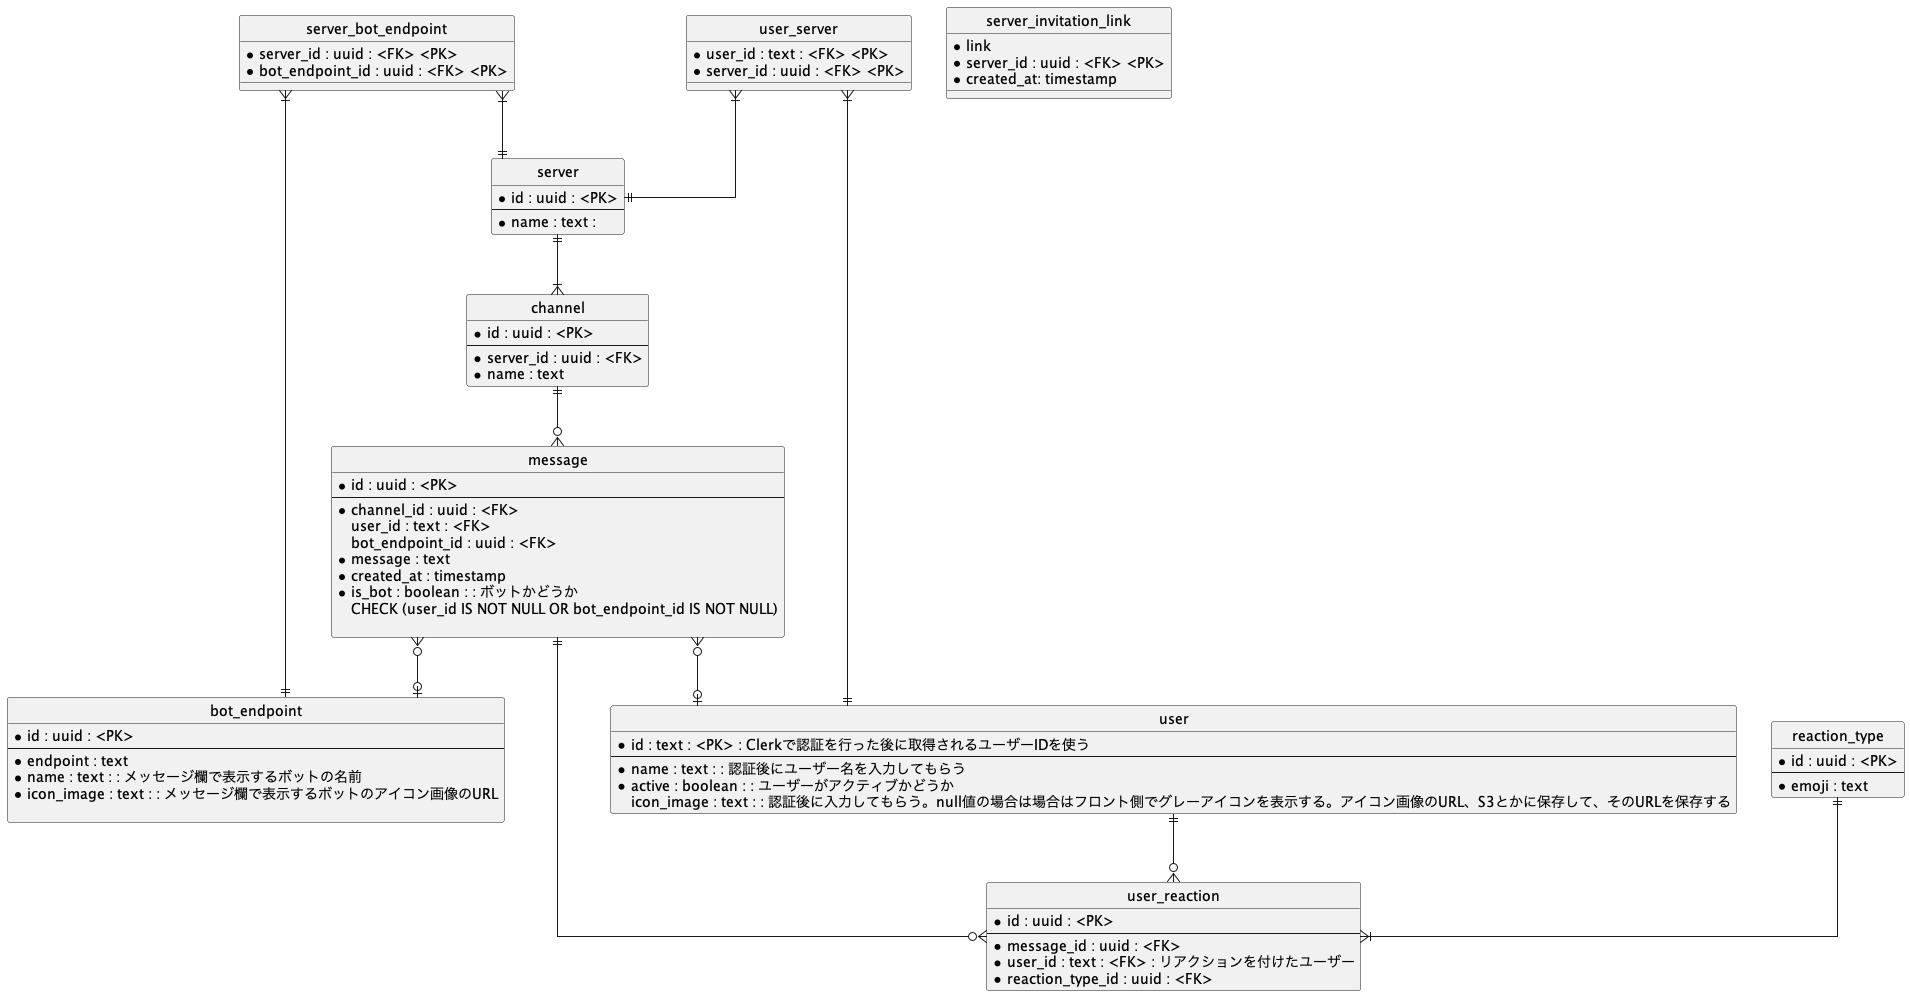 server_bot_endpoint
server_id : uuid : <FK> <PK>
bot_endpoint_id : uuid : <FK> <PK>
user_server
user_id : text : <FK> <PK>
server_id : uuid : <FK> <PK>
server_invitation_link
link
server_id : uuid : <FK> <PK>
created_at: timestamp
server
id : uuid : <PK>
name : text :
channel
id : uuid : <PK>
server_id : uuid : <FK>
name : text
message
id : uuid : <PK>
channel_id : uuid : <FK>
user_id : text : <FK>
bot_endpoint_id : uuid : <FK>
message : text
created_at : timestamp
is_bot : boolean : : ボットかどうか
CHECK (user_id IS NOT NULL OR bot_endpoint_id IS NOT NULL)
bot_endpoint
id : uuid : <PK>
endpoint : text
name : text : : メッセージ欄で表示するボットの名前
icon_image : text : : メッセージ欄で表示するボットのアイコン画像のURL
user
id : text : <PK> : Clerkで認証を行った後に取得されるユーザーIDを使う
name : text : : 認証後にユーザー名を入力してもらう
active : boolean : : ユーザーがアクティブかどうか
icon_image : text : : 認証後に入力してもらう。null値の場合は場合はフロント側でグレーアイコンを表示する。アイコン画像のURL、S3とかに保存して、そのURLを保存する
reaction_type
id : uuid : <PK>
emoji : text
user_reaction
id : uuid : <PK>
message_id : uuid : <FK>
user_id : text : <FK> : リアクションを付けたユーザー
reaction_type_id : uuid : <FK>